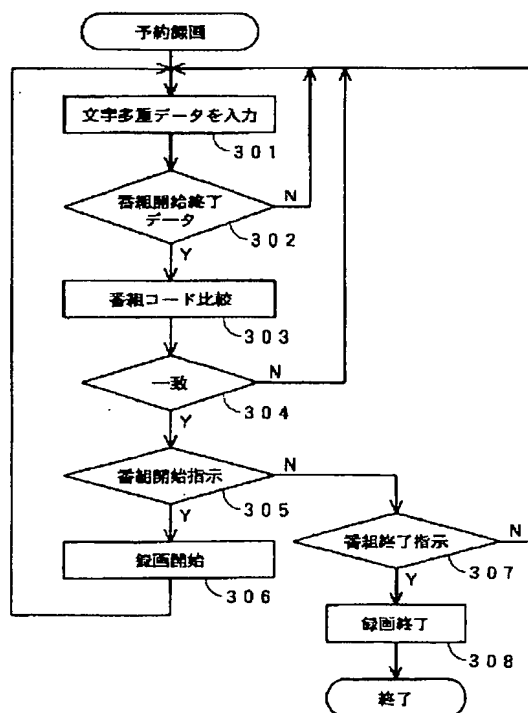 予約録画
文字多重データを入力
301
番組開始終了
データ
N
302
Y
番組コード比較
303
一致
N
304
Y
番組開始指示
N
305
Y
録画開始
306
番組終了指示
N
307
Y
録画終了
308
終了